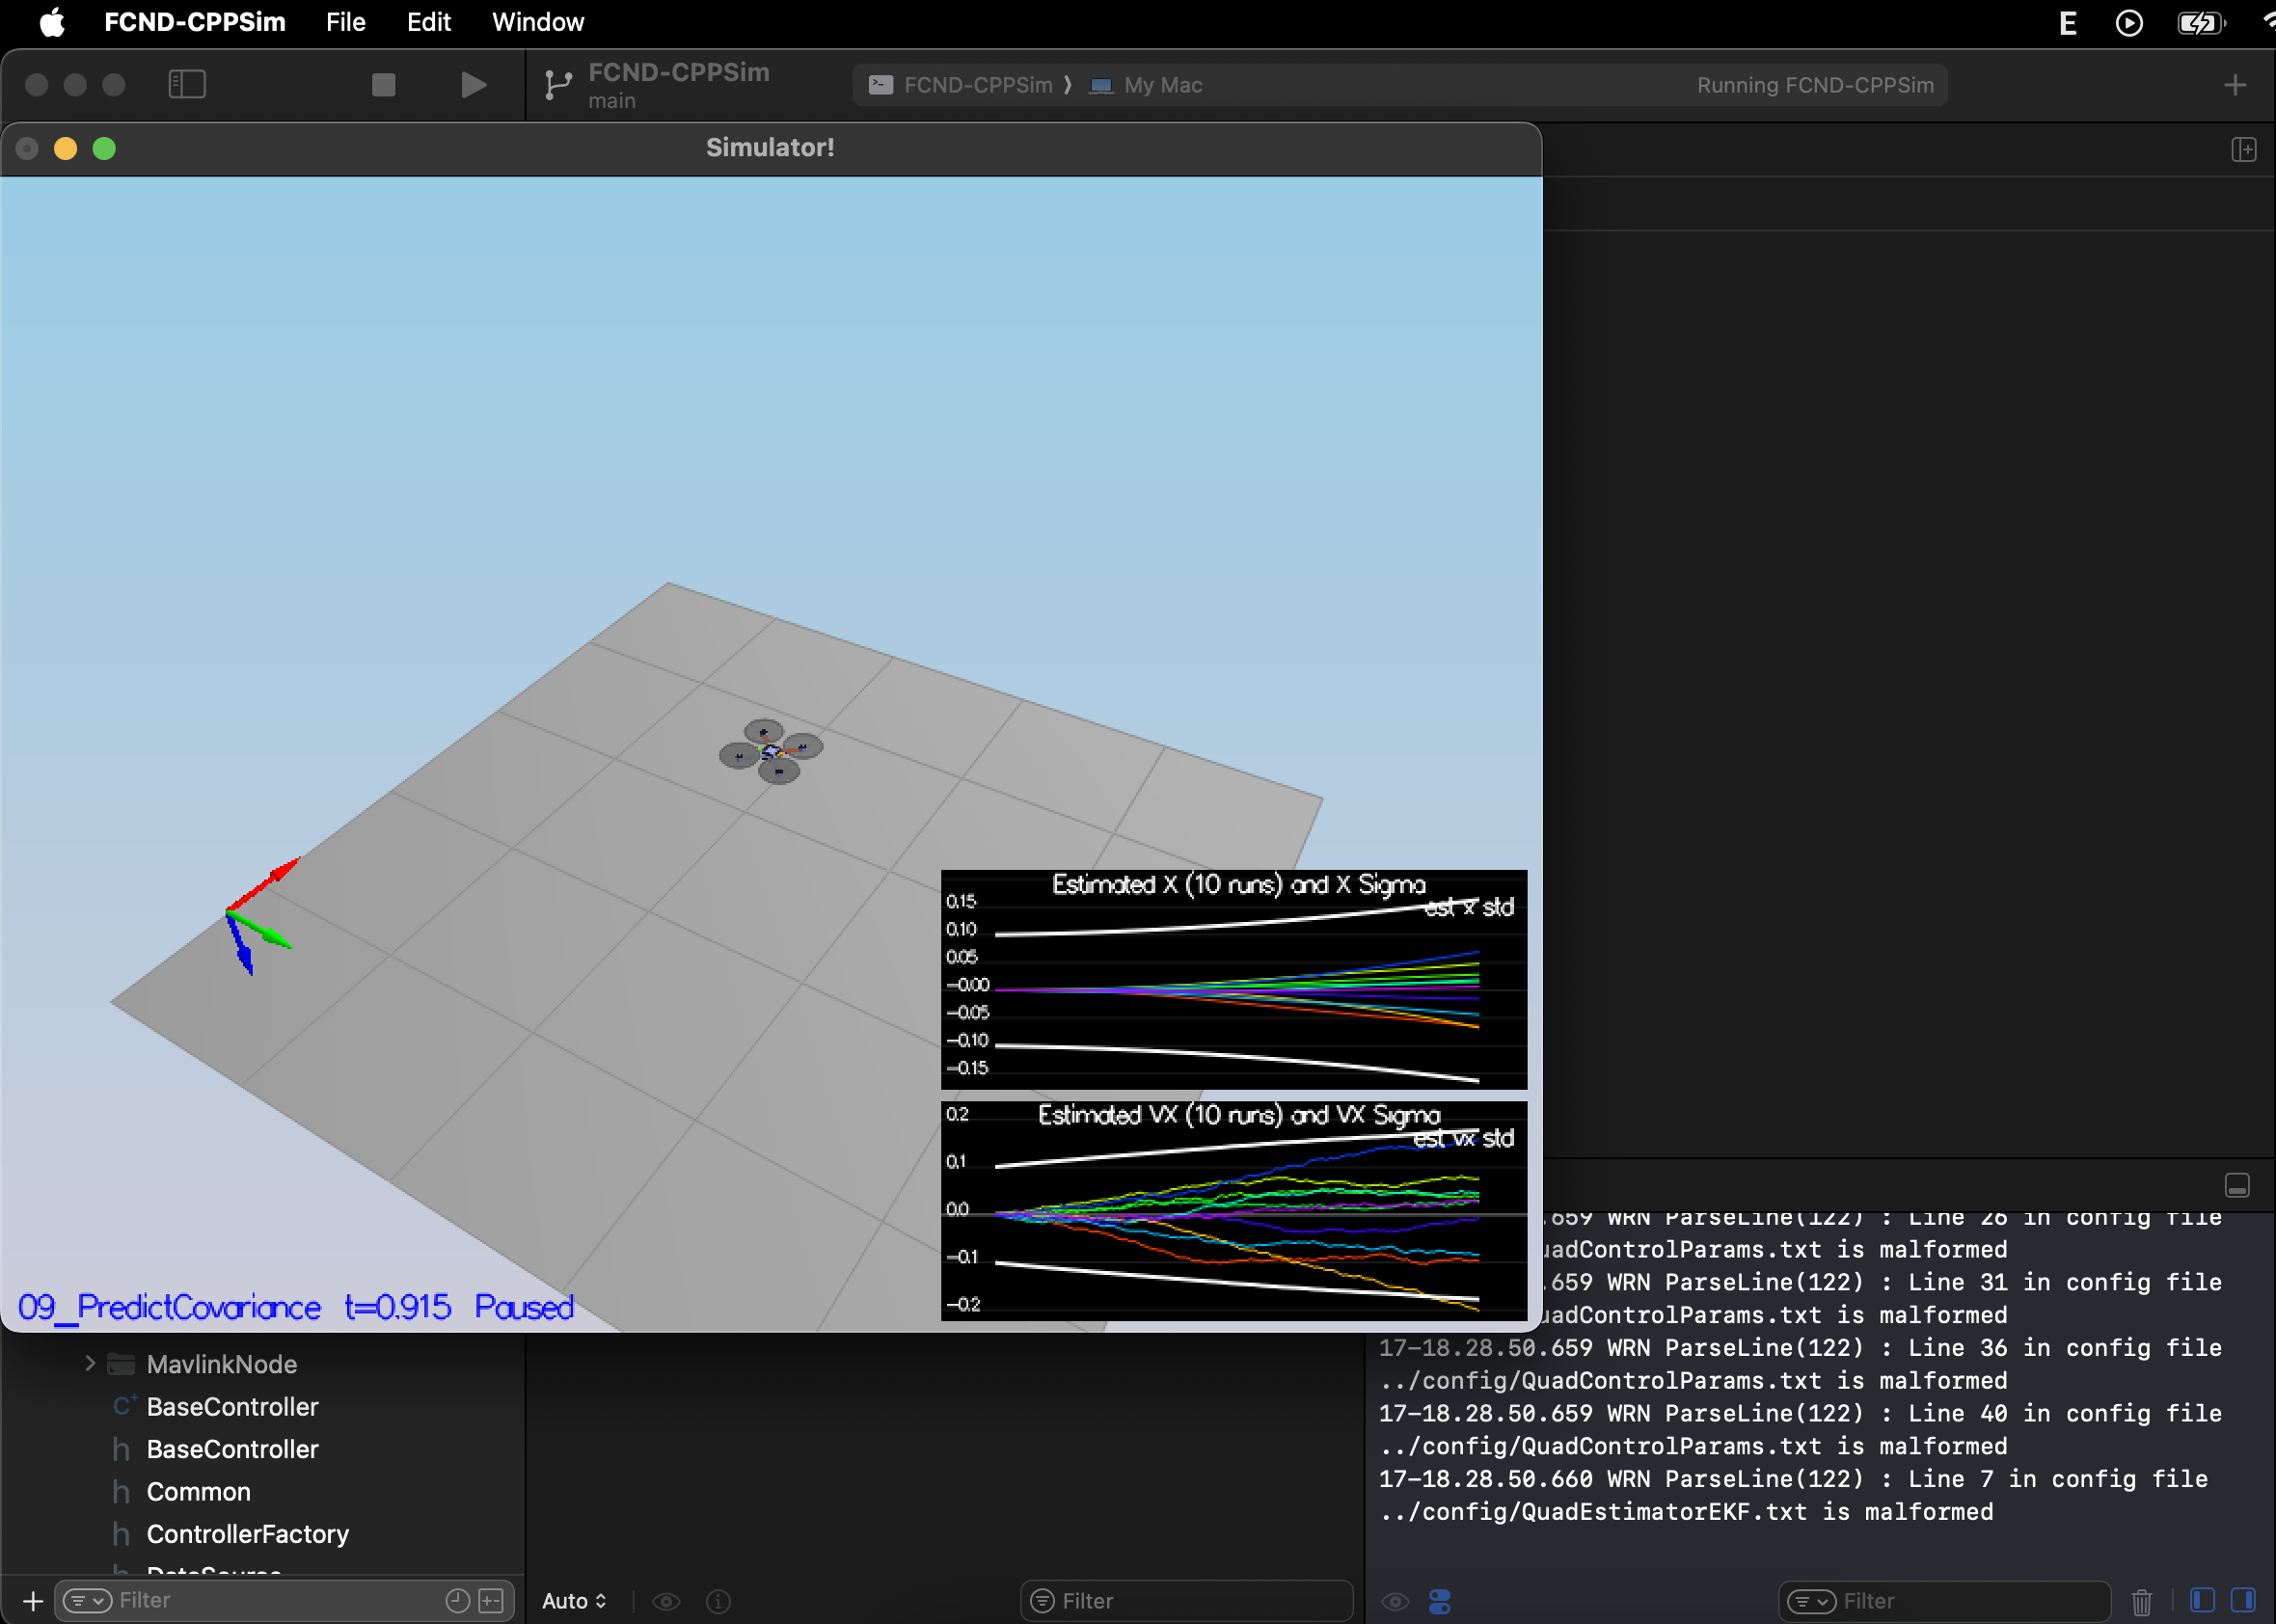 FCND-CPPSim File Edit Window E
FCND-CPPSim
main
FCND-CPPSim ⟩ My Mac
Running FCND-CPPSim
Simulator!
Estimated X (10 runs) and X Sigma
est x std
0.15
0.10
0.05
-0.00
-0.05
-0.10
-0.15
Estimated VX (10 runs) and VX Sigma
est vx std
0.2
0.1
0.0
-0.1
-0.2
09_PredictCovariance t=0.915 Paused
.659 WRN ParseLine(122) : Line 26 in config file
QuadControlParams.txt is malformed
.659 WRN ParseLine(122) : Line 31 in config file
QuadControlParams.txt is malformed
17-18.28.50.659 WRN ParseLine(122) : Line 36 in config file
../config/QuadControlParams.txt is malformed
17-18.28.50.659 WRN ParseLine(122) : Line 40 in config file
../config/QuadControlParams.txt is malformed
17-18.28.50.660 WRN ParseLine(122) : Line 7 in config file
../config/QuadEstimatorEKF.txt is malformed
MavlinkNode
C+ BaseController
h BaseController
h Common
h ControllerFactory
Filter
Auto
Filter
Filter